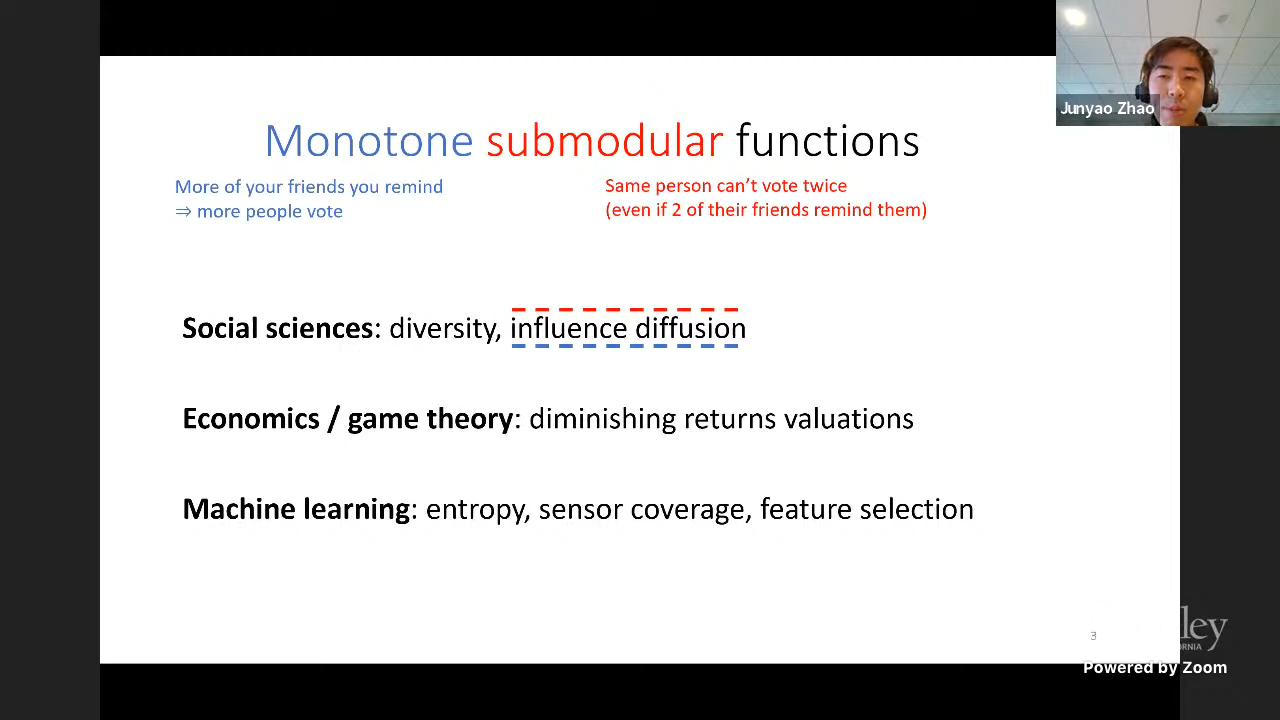 Junyao Zhao
Monotone submodular functions
More of your friends you remind
⇒ more people vote
Same person can’t vote twice
(even if 2 of their friends remind them)
Social sciences: diversity, influence diffusion
Economics / game theory: diminishing returns valuations
Machine learning: entropy, sensor coverage, feature selection
3
Powered by Zoom